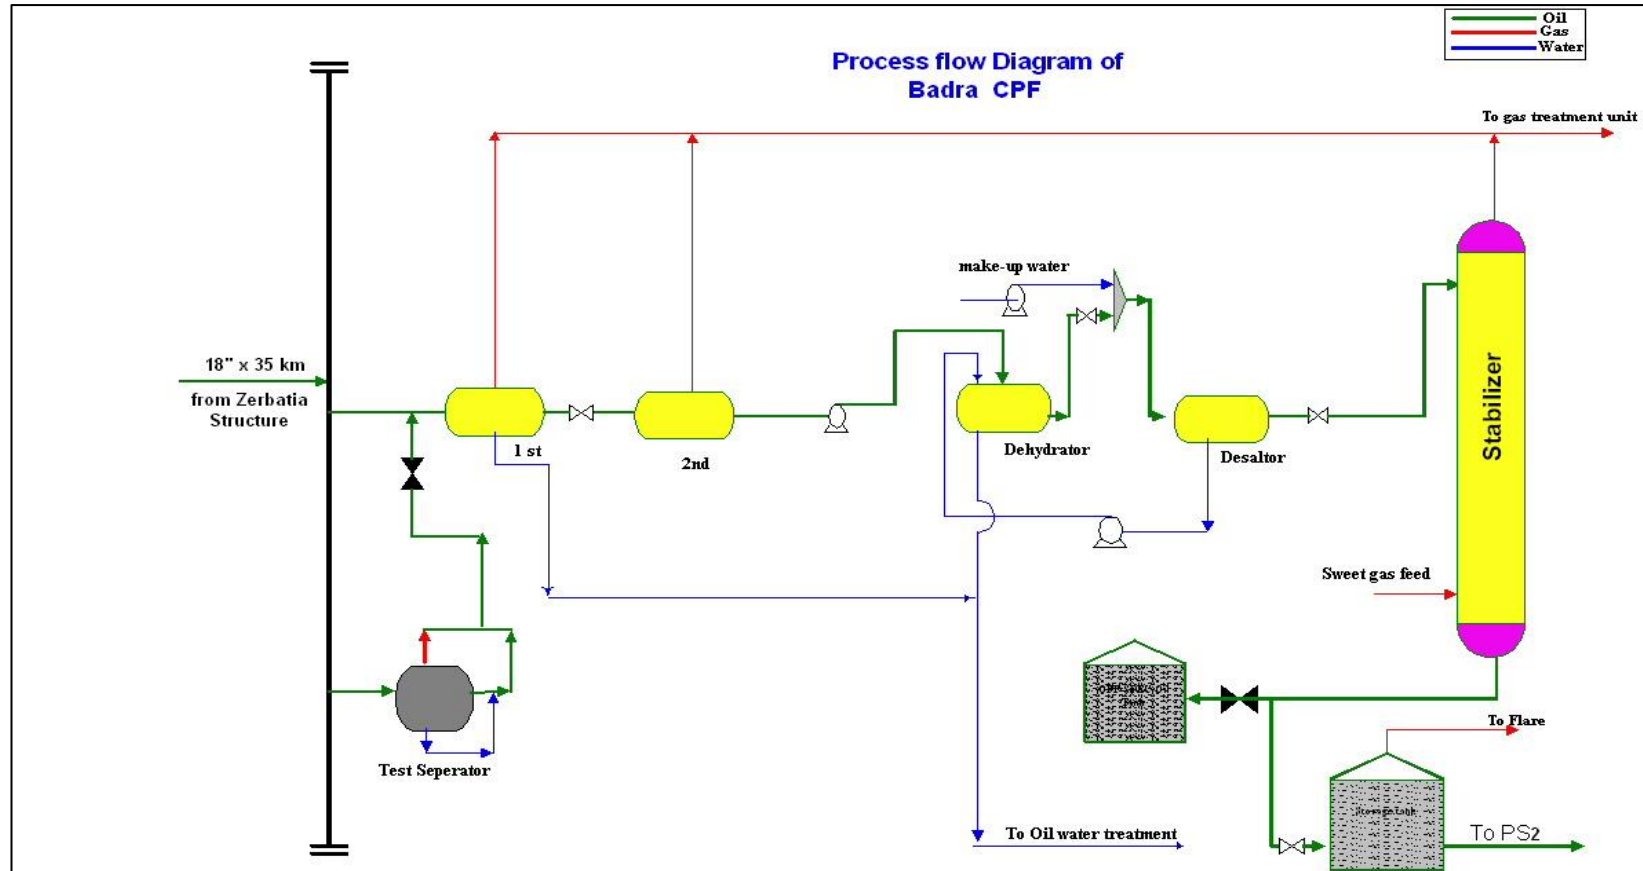 Oil
Gas
Water
Process flow Diagram of
Badra CPF
To gas treatment unit
make-up water
18" x 35 km
from Zerbatia
Structure
1 st
2nd
Dehydrator
Desaltor
Stabilizer
Sweet gas feed
Test Seperator
To Flare
Storage tank
To Oil water treatment
To PS2